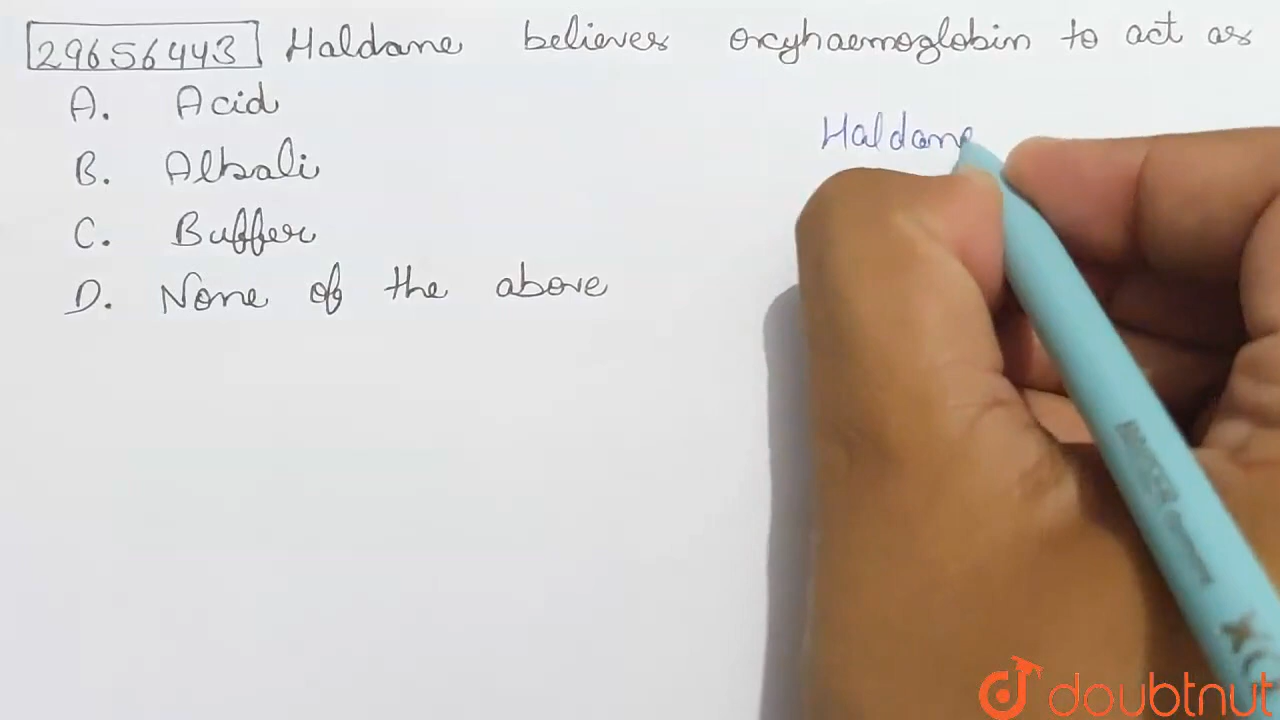 29656443 Haldane believes oxyhaemoglobin to act as
A. Acid
B. Alkali
C. Buffer
D. None of the above
Haldane
doubtnut